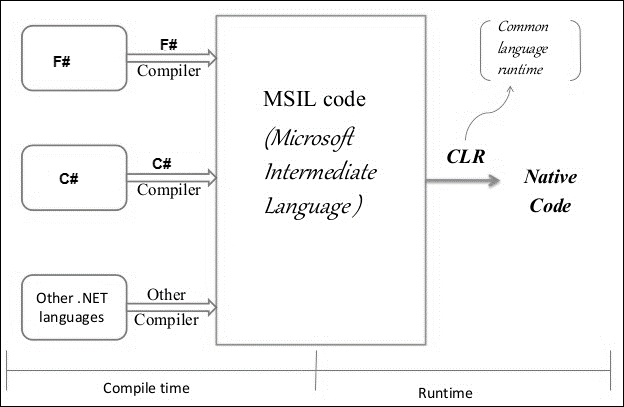 F#
F#
Compiler
C#
C#
Compiler
Other .NET
languages
Other
Compiler
MSIL code
(Microsoft
Intermediate
Language)
Common
language
runtime
CLR
Native
Code
Compile time
Runtime